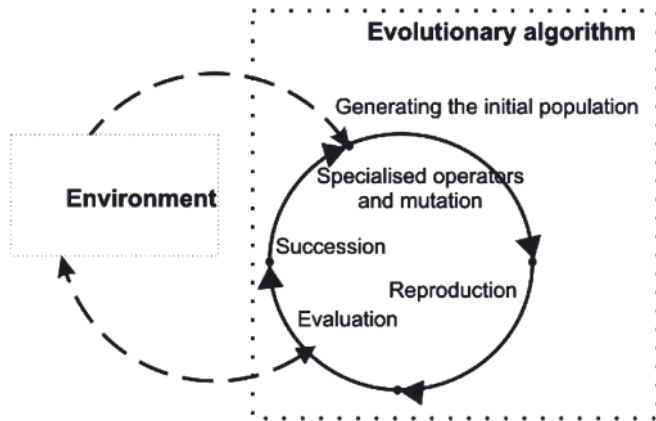 Evolutionary algorithm
Generating the initial population
Specialised operators
and mutation
Environment
Succession
Reproduction
Evaluation